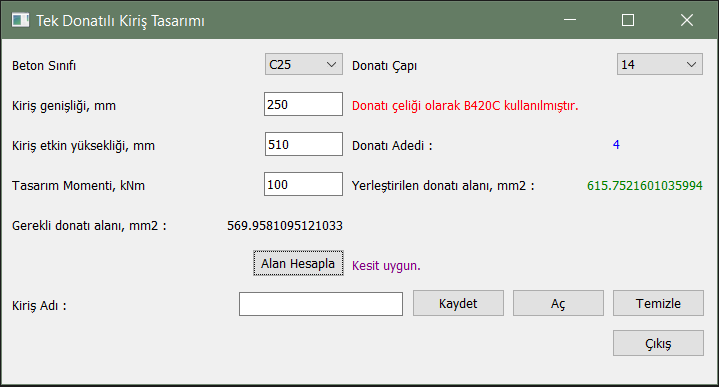 Tek Donatılı Kiriş Tasarımı
Beton Sınıfı C25 Donatı Çapı 14
Kiriş genişliği, mm 250 Donatı çeliği olarak B420C kullanılmıştır.
Kiriş etkin yüksekliği, mm 510 Donatı Adedi : 4
Tasarım Momenti, kNm 100 Yerleştirilen donatı alanı, mm2 : 615.7521601035994
Gerekli donatı alanı, mm2 : 569.9581095121033
Alan Hesapla Kesit uygun.
Kiriş Adı : Kaydet Aç Temizle
Çıkış